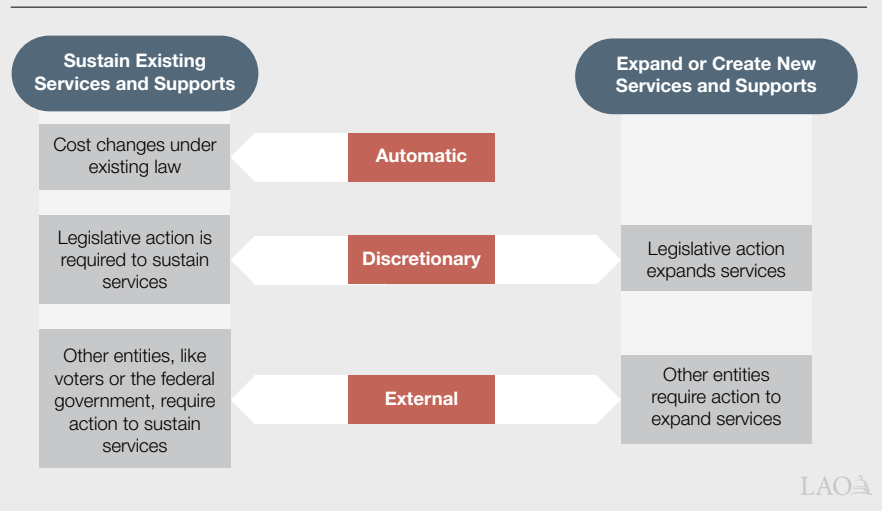 Sustain Existing
Services and Supports
Expand or Create New
Services and Supports
Cost changes under
existing law
Automatic
Legislative action is
required to sustain
services
Discretionary
Legislative action
expands services
Other entities, like
voters or the federal
government, require
action to sustain
services
External
Other entities
require action to
expand services
LAO